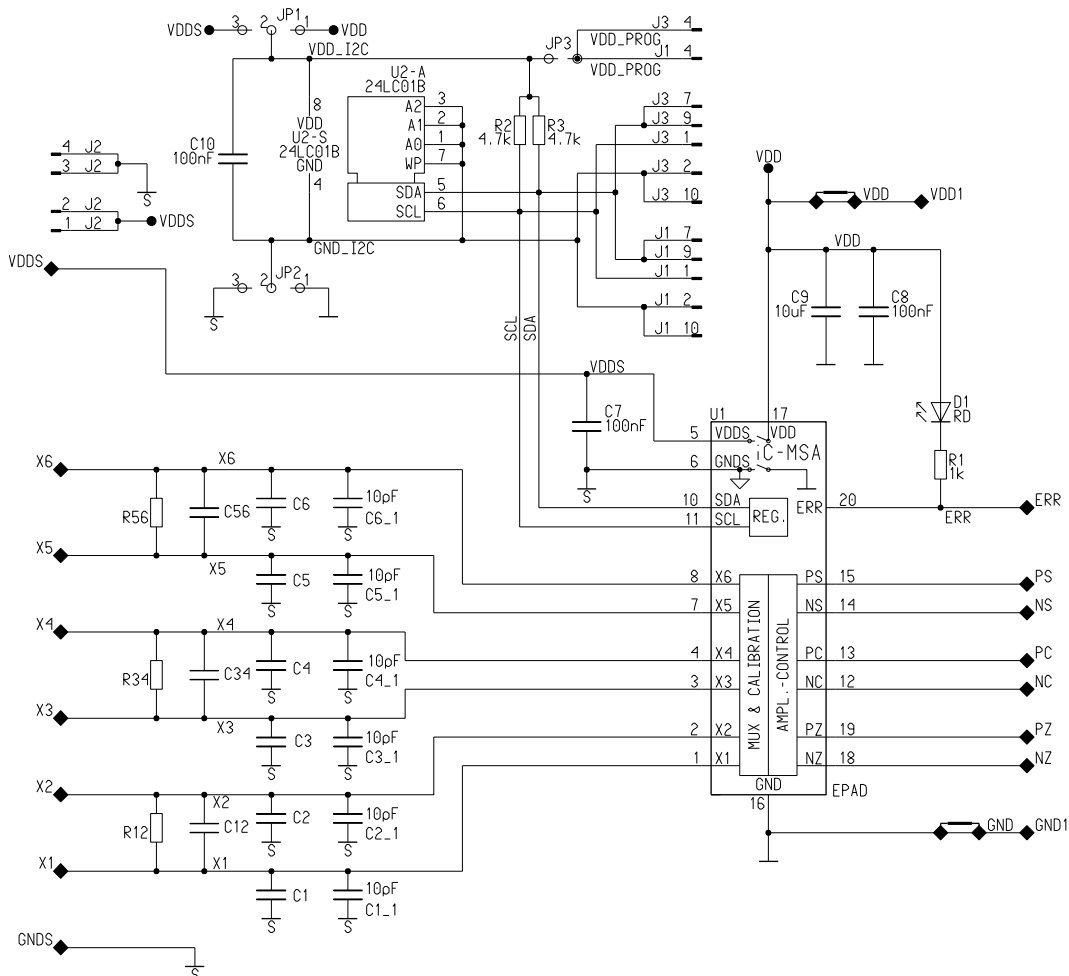 VDDS 3 2 JP1 1 VDD
J3 4
VDD_PROG
JP3
VDD_I2C
J1 4
VDD_PROG
U2-A
24LC01B
8
VDD
U2-S
24LC01B
GND
4
A2 3
A1 2
A0 1
WP 7
SDA 5
SCL 6
R2
4.7k
R3
4.7k
C10
100nF
J3 7
J3 9
J3 1
J3 2
J3 10
4 J2
3 J2
S
2 J2
1 J2
VDDS
VDD
VDD
VDD1
GND_I2C
J1 7
J1 9
J1 1
J1 2
J1 10
VDDS
3 2 JP2 1
S
VDD
C9
10uF
C8
100nF
SCL
SDA
VDDS
C7
100nF
S
D1
RD
R1
1k
U1
17
5 VDDS
VDD
iC-MSA
6 GNDS
10 SDA
11 SCL
REG.
ERR 20
ERR
ERR
X6
X6
R56
C56
C6
S
10pF
C6_1
S
X5
X5
C5
S
10pF
C5_1
S
8 X6
7 X5
PS 15
PS
NS 14
NS
X4
X4
R34
C34
C4
S
10pF
C4_1
S
4 X4
3 X3
MUX & CALIBRATION
AMPL.-CONTROL
PC 13
PC
NC 12
NC
X3
X3
C3
S
10pF
C3_1
S
2 X2
1 X1
PZ 19
PZ
NZ 18
NZ
X2
X2
R12
C12
C2
S
10pF
C2_1
S
GND
16
EPAD
GND
GND1
X1
X1
C1
S
10pF
C1_1
S
GNDS
S